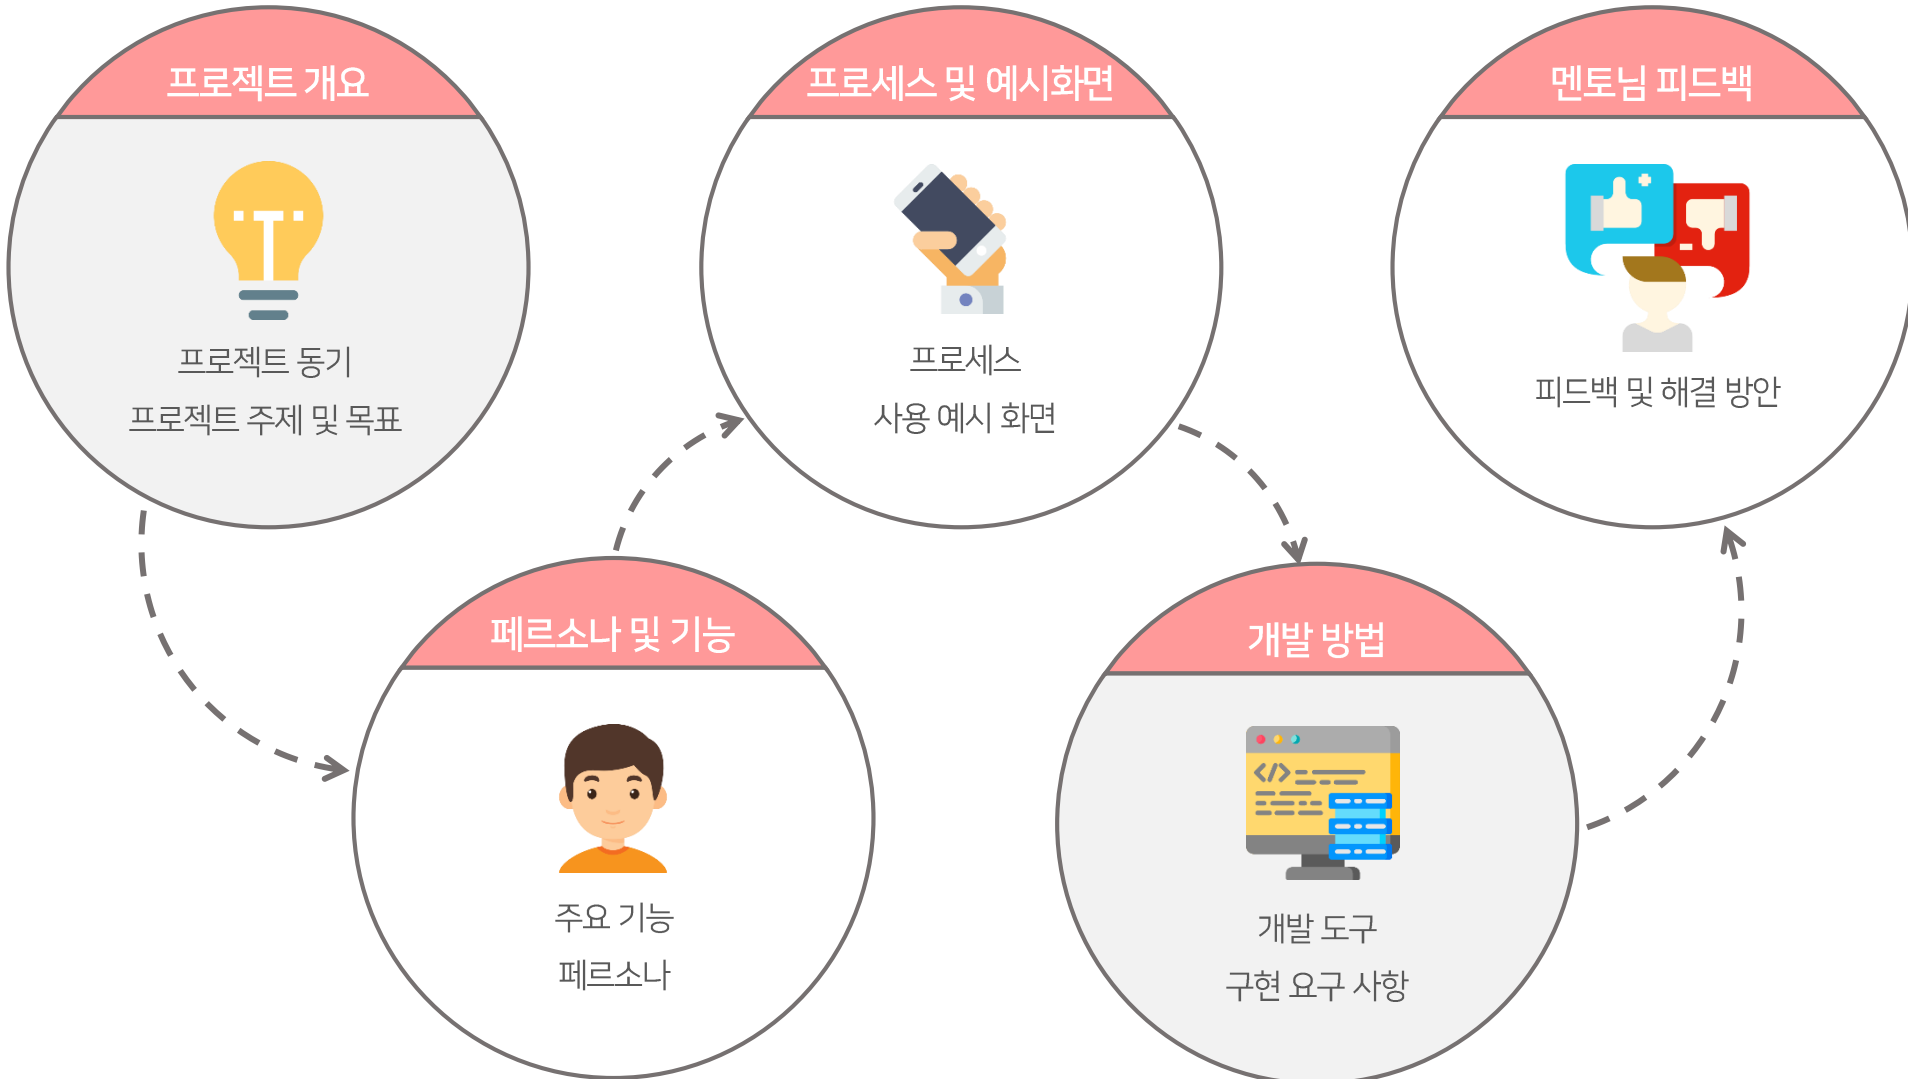 프로젝트 개요
프로젝트 동기
프로젝트 주제 및 목표
페르소나 및 기능
주요 기능
페르소나
프로세스 및 예시화면
프로세스
사용 예시 화면
개발 방법
개발 도구
구현 요구 사항
멘토님 피드백
피드백 및 해결 방안